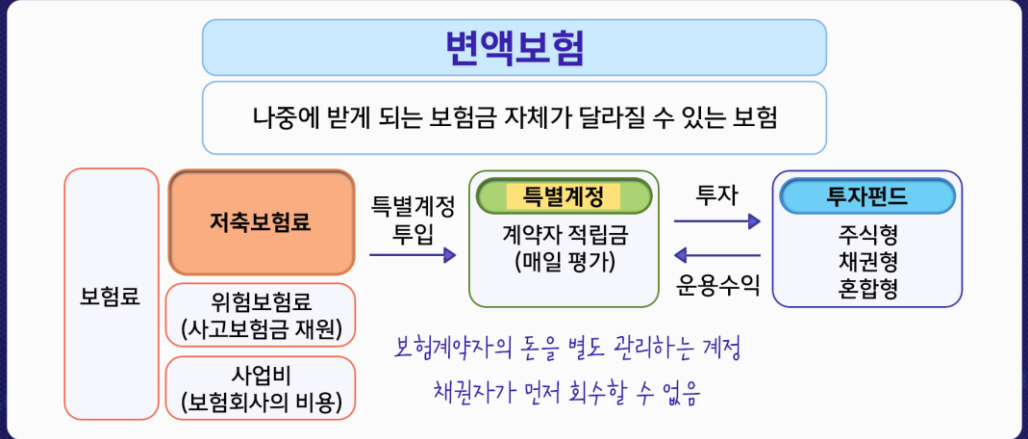 변액보험
나중에 받게 되는 보험금 자체가 달라질 수 있는 보험
보험료
저축보험료
위험보험료
(사고보험금 재원)
사업비
(보험회사의 비용)
특별계정
투입
특별계정
계약자 적립금
(매일 평가)
투자
운용수익
투자펀드
주식형
채권형
혼합형
보험계약자의 돈을 별도 관리하는 계정
채권자가 먼저 회수할 수 없음